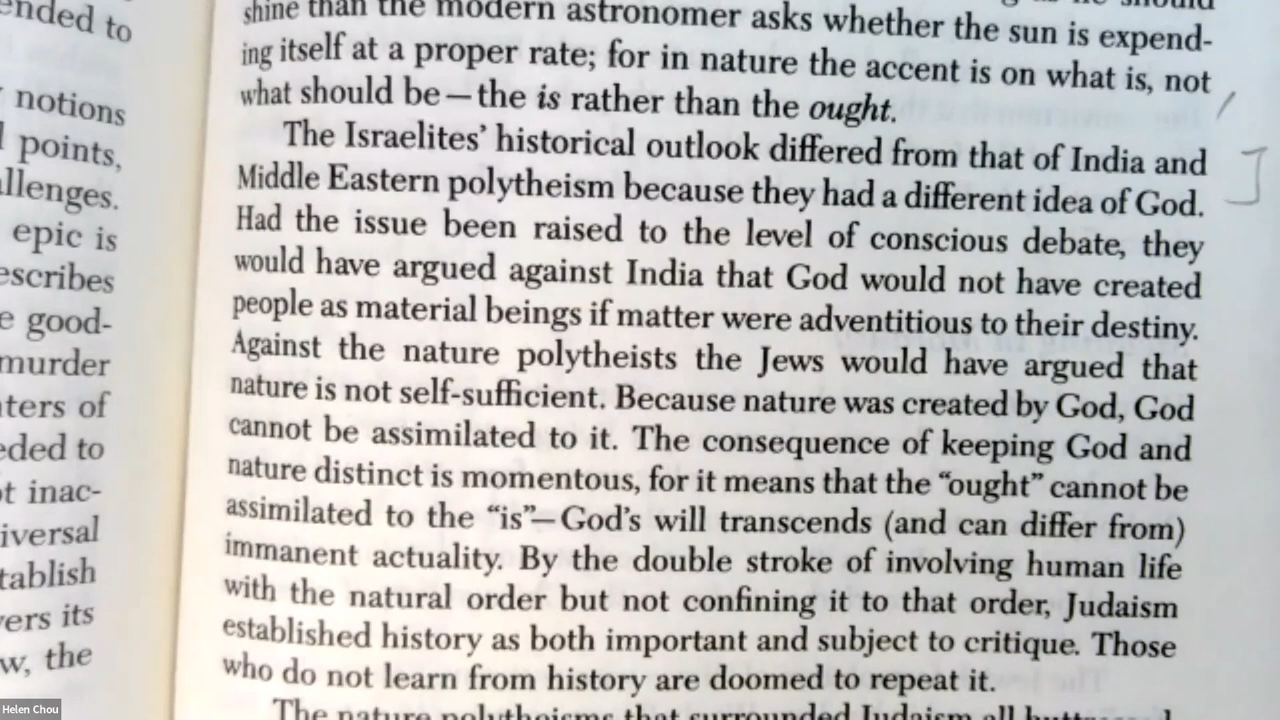 ended to
notions
points,
allenges.
epic is
escribes
e good-
murder
ters of
eded to
ot inac-
iversal
tablish
vers its
w, the
shine than the modern astronomer asks whether the sun is expend-
ing itself at a proper rate; for in nature the accent is on what is, not
what should be—the is rather than the ought.
The Israelites’ historical outlook differed from that of India and
Middle Eastern polytheism because they had a different idea of God.
Had the issue been raised to the level of conscious debate, they
would have argued against India that God would not have created
people as material beings if matter were adventitious to their destiny.
Against the nature polytheists the Jews would have argued that
nature is not self-sufficient. Because nature was created by God, God
cannot be assimilated to it. The consequence of keeping God and
nature distinct is momentous, for it means that the “ought” cannot be
assimilated to the “is”—God’s will transcends (and can differ from)
immanent actuality. By the double stroke of involving human life
with the natural order but not confining it to that order, Judaism
established history as both important and subject to critique. Those
who do not learn from history are doomed to repeat it.
The nature polytheisms that surrounded Judaism all
Helen Chou